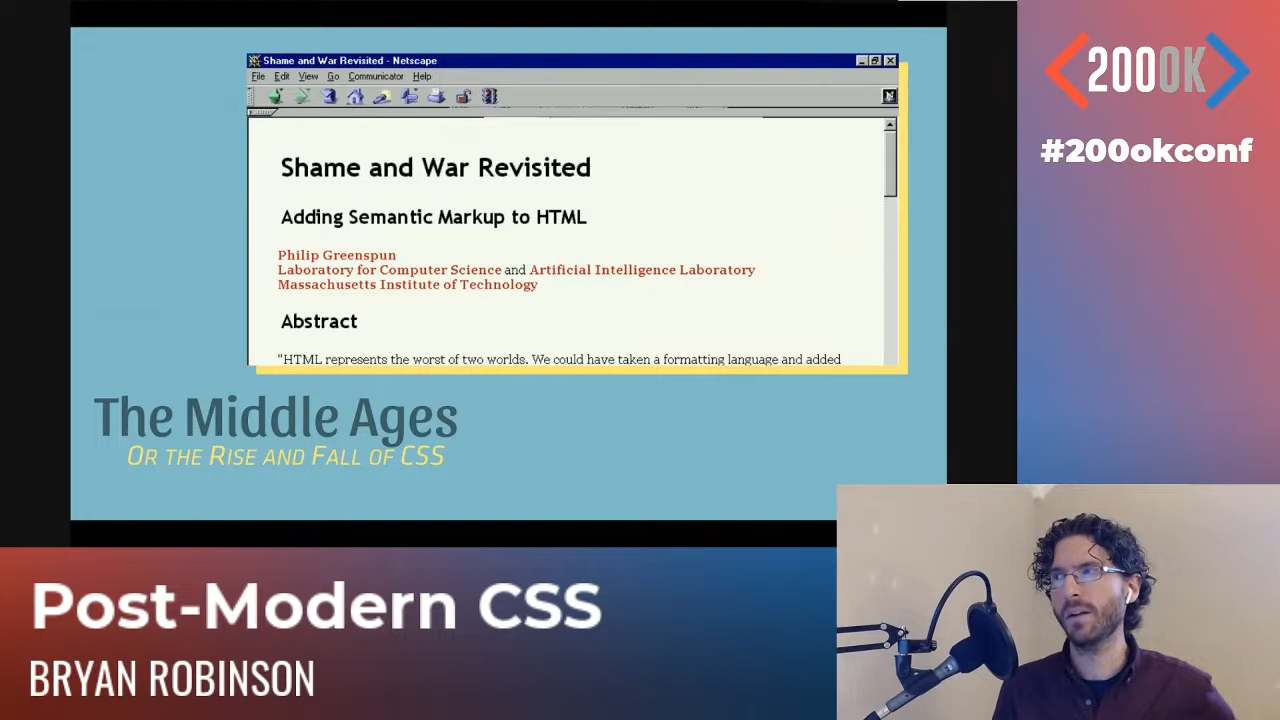 Shame and War Revisited - Netscape
File Edit View Go Communicator Help
Shame and War Revisited
Adding Semantic Markup to HTML
Philip Greenspun
Laboratory for Computer Science and Artificial Intelligence Laboratory
Massachusetts Institute of Technology
Abstract
"HTML represents the worst of two worlds. We could have taken a formatting language and added
The Middle Ages
OR THE RISE AND FALL OF CSS
200OK
#200okconf
Post-Modern CSS
BRYAN ROBINSON